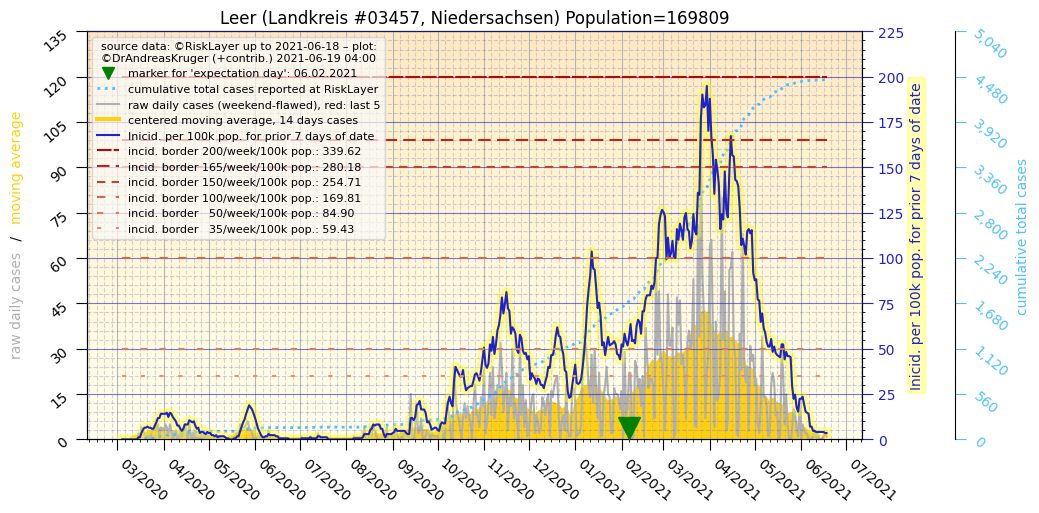 Leer (Landkreis #03457, Niedersachsen) Population=169809
source data: ©RiskLayer up to 2021-06-18 – plot:
©DrAndreasKruger (+contrib.) 2021-06-19 04:00
marker for 'expectation day': 06.02.2021
cumulative total cases reported at RiskLayer
raw daily cases (weekend-flawed), red: last 5
centered moving average, 14 days cases
Inicid. per 100k pop. for prior 7 days of date
incid. border 200/week/100k pop.: 339.62
incid. border 165/week/100k pop.: 280.18
incid. border 150/week/100k pop.: 254.71
incid. border 100/week/100k pop.: 169.81
incid. border 50/week/100k pop.: 84.90
incid. border 35/week/100k pop.: 59.43
raw daily cases / moving average
135
120
105
90
75
60
45
30
15
0
03/2020
04/2020
05/2020
06/2020
07/2020
08/2020
09/2020
10/2020
11/2020
12/2020
01/2021
02/2021
03/2021
04/2021
05/2021
06/2021
07/2021
225
200
175
150
125
100
75
50
25
0
Inicid. per 100k pop. for prior 7 days of date
5,040
4,480
3,920
3,360
2,800
2,240
1,680
1,120
560
0
cumulative total cases